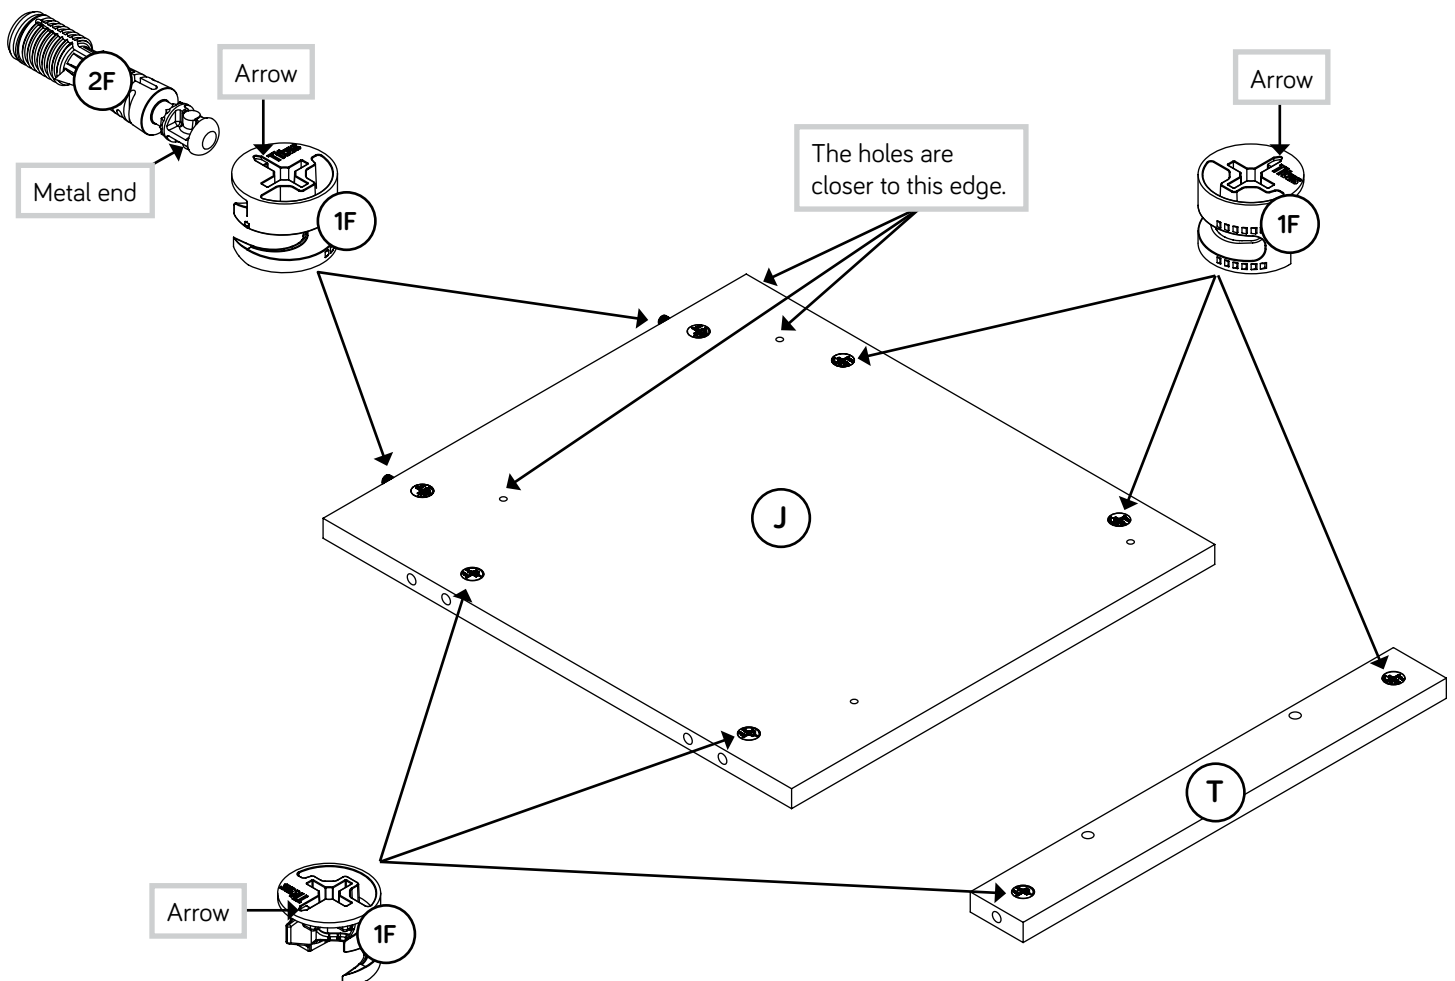 2F
Arrow
Metal end
1F
The holes are
closer to this edge.
Arrow
1F
J
T
Arrow
1F